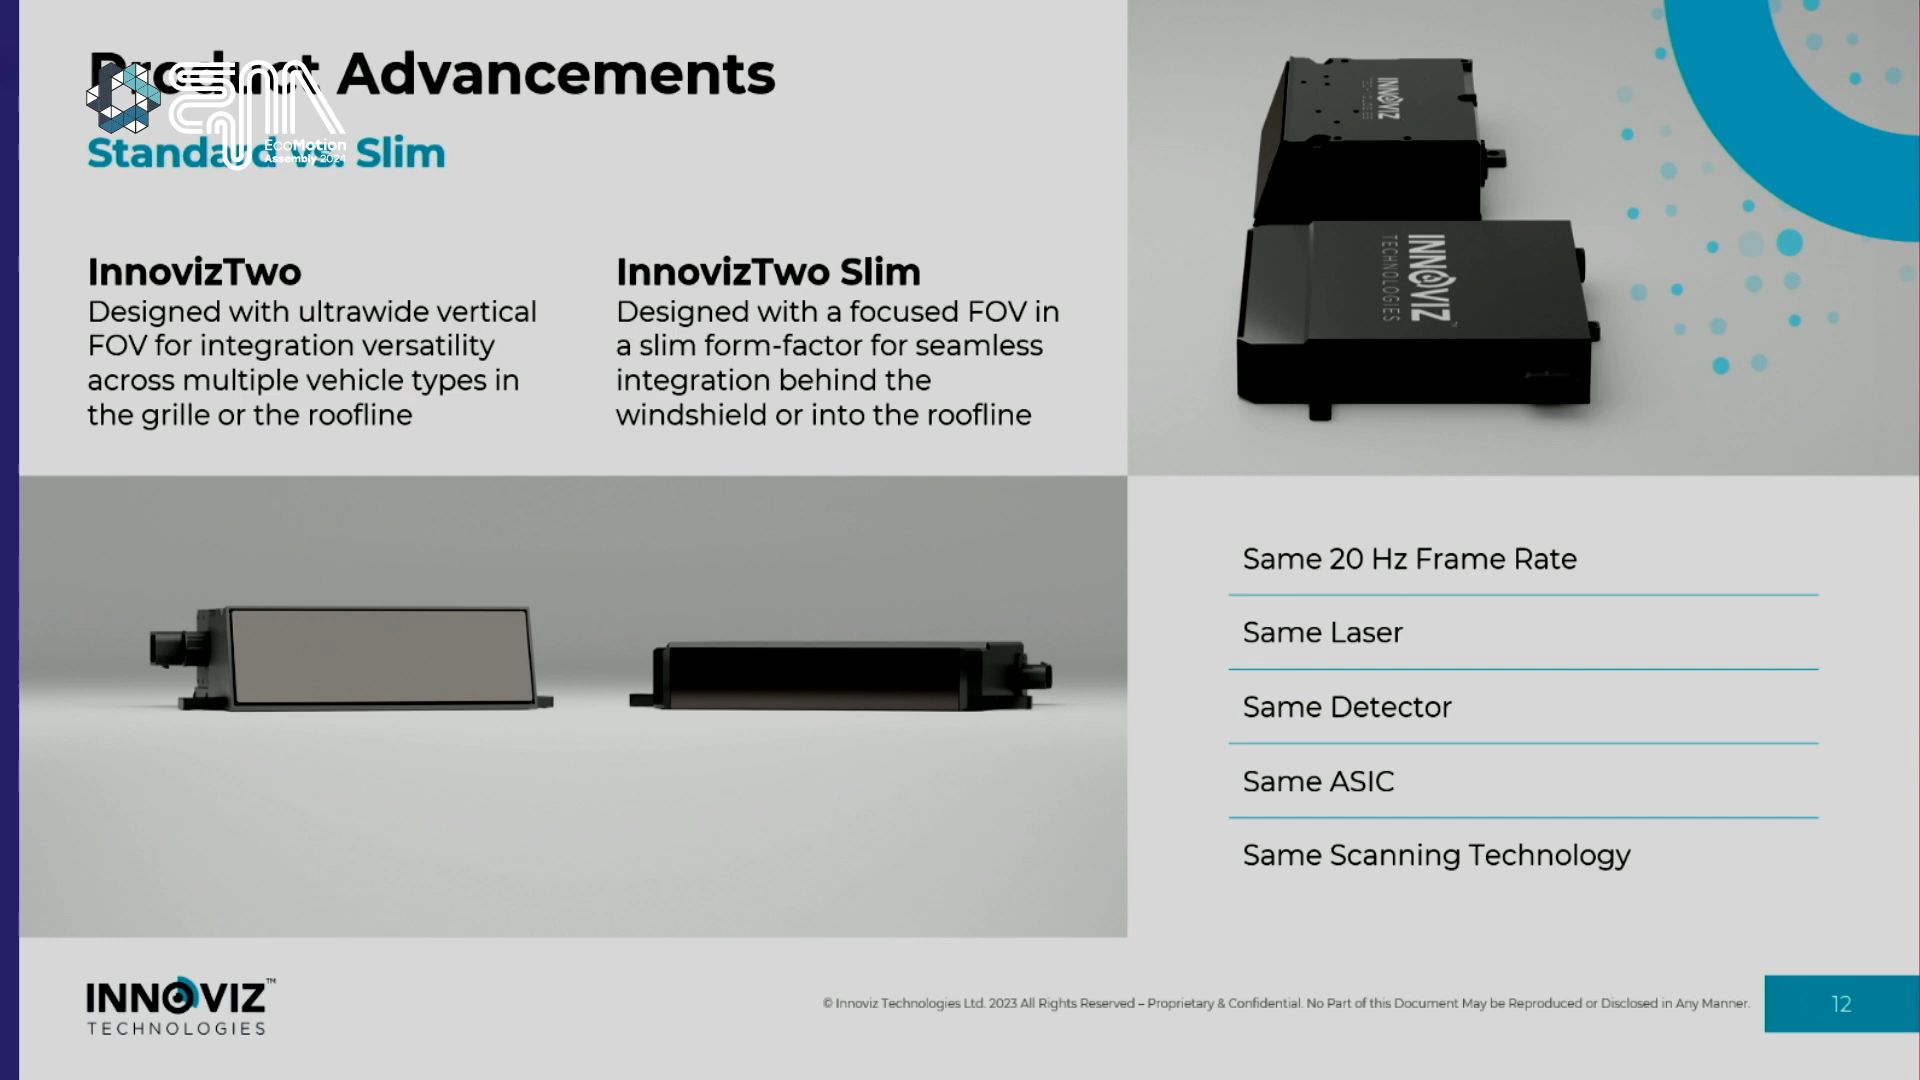 Product Advancements
EcoMotion
Assembly 2024
Standard vs. Slim
InnovizTwo
Designed with ultrawide vertical
FOV for integration versatility
across multiple vehicle types in
the grille or the roofline
InnovizTwo Slim
Designed with a focused FOV in
a slim form-factor for seamless
integration behind the
windshield or into the roofline
INNOVIZ
INNOVIZ
TECHNOLOGIES
Same 20 Hz Frame Rate
Same Laser
Same Detector
Same ASIC
Same Scanning Technology
INNOVIZ™
TECHNOLOGIES
© Innoviz Technologies Ltd. 2023 All Rights Reserved – Proprietary & Confidential. No Part of this Document May be Reproduced or Disclosed in Any Manner.
12